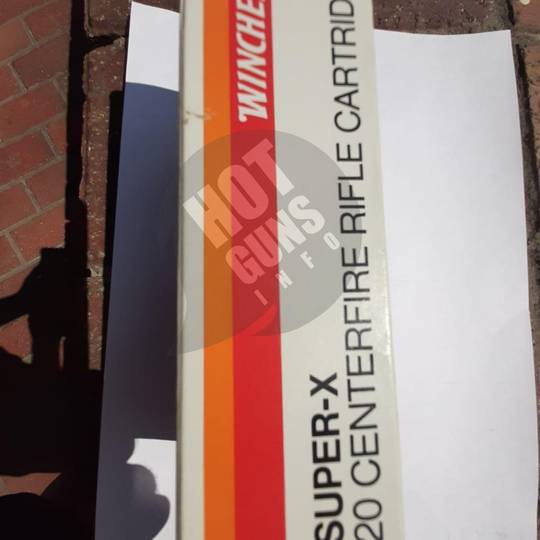 WINCHE
SUPER-X
20 CENTERFIRE RIFLE CARTRID
HOT
GUNS
INFO